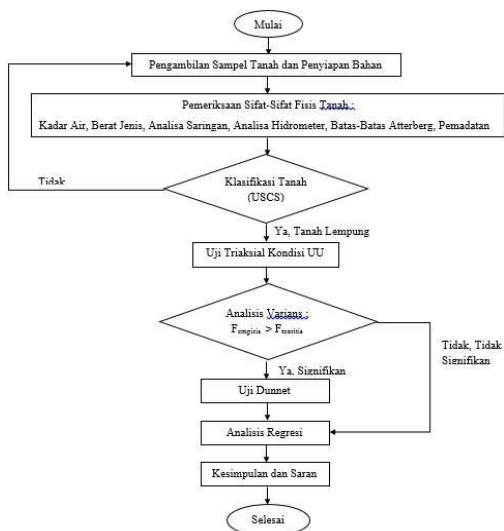 Mulai
Pengambilan Sampel Tanah dan Penyiapan Bahan
Pemeriksaan Sifat-Sifat Fisis Tanah :
Kadar Air, Berat Jenis, Analisa Saringan, Analisa Hidrometer, Batas-Batas Atterberg, Pemadatan
Tidak
Klasifikasi Tanah
(USCS)
Ya, Tanah Lempung
Uji Triaksial Kondisi UU
Analisis Varians :
F empiris > F teoritis
Tidak, Tidak
Signifikan
Ya, Signifikan
Uji Dunnet
Analisis Regresi
Kesimpulan dan Saran
Selesai